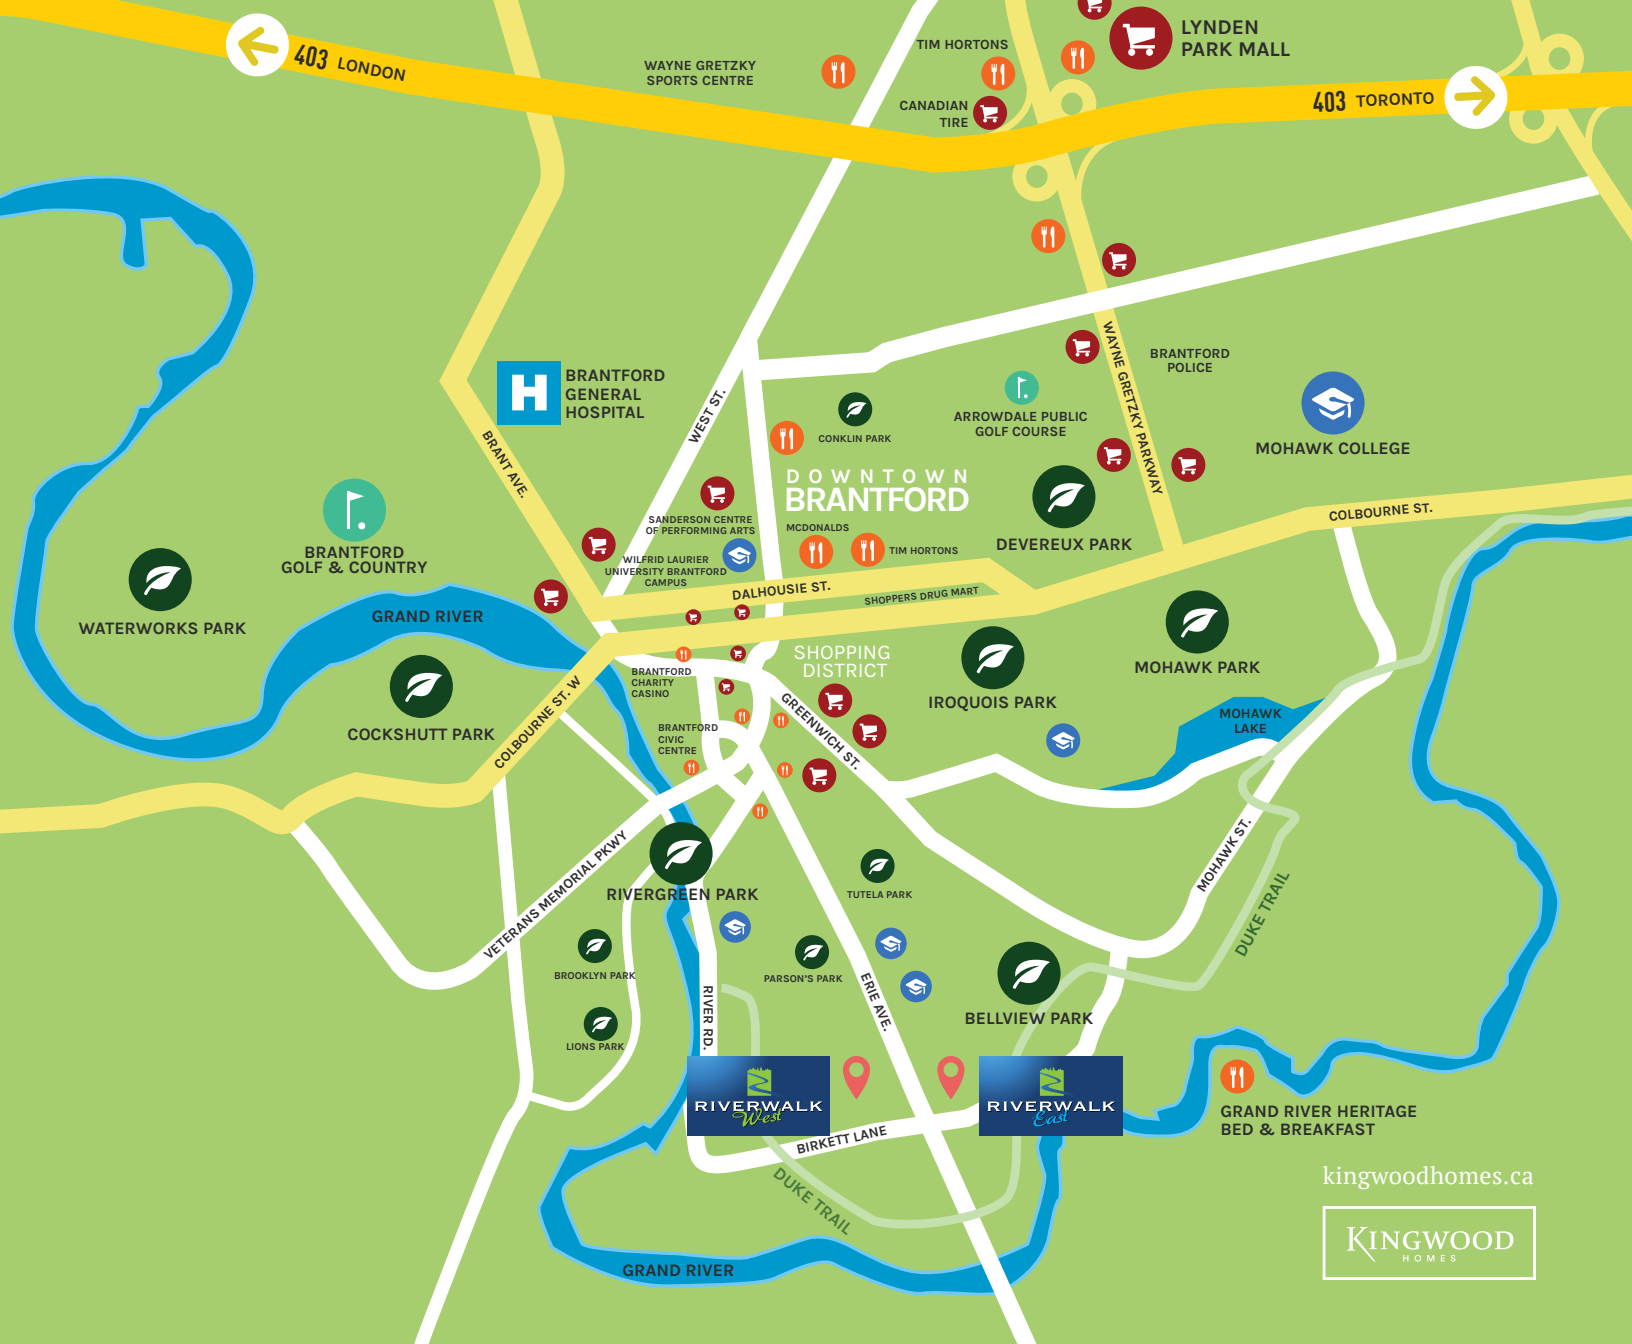 LYNDEN
PARK MALL
TIM HORTONS
WAYNE GRETZKY
SPORTS CENTRE
403 LONDON
CANADIAN
TIRE
403 TORONTO
BRANTFORD
POLICE
WAYNE GRETZKY PARKWAY
H
BRANTFORD
GENERAL
HOSPITAL
WEST ST.
BRANT AVE.
CONKLIN PARK
ARROWDALE PUBLIC
GOLF COURSE
MOHAWK COLLEGE
DOWNTOWN
BRANTFORD
SANDERSON CENTRE
OF PERFORMING ARTS
MCDONALDS
TIM HORTONS
DEVEREUX PARK
COLBOURNE ST.
BRANTFORD
GOLF & COUNTRY
WILFRID LAURIER
UNIVERSITY BRANTFORD
CAMPUS
DALHOUSIE ST.
SHOPPERS DRUG MART
WATERWORKS PARK
GRAND RIVER
SHOPPING
DISTRICT
MOHAWK PARK
BRANTFORD
CHARITY
CASINO
IROQUOIS PARK
COCKSHUTT PARK
COLBOURNE ST. W
BRANTFORD
CIVIC
CENTRE
GREENWICH ST.
MOHAWK
LAKE
VETERANS MEMORIAL PKWY
RIVERGREEN PARK
TUTELA PARK
MOHAWK ST.
DUKE TRAIL
BROOKLYN PARK
PARSON'S PARK
ERIE AVE.
RIVER RD.
BELLVIEW PARK
LIONS PARK
RIVERWALK
West
RIVERWALK
East
BIRKETT LANE
GRAND RIVER HERITAGE
BED & BREAKFAST
DUKE TRAIL
kingwoodhomes.ca
KINGWOOD
HOMES
GRAND RIVER